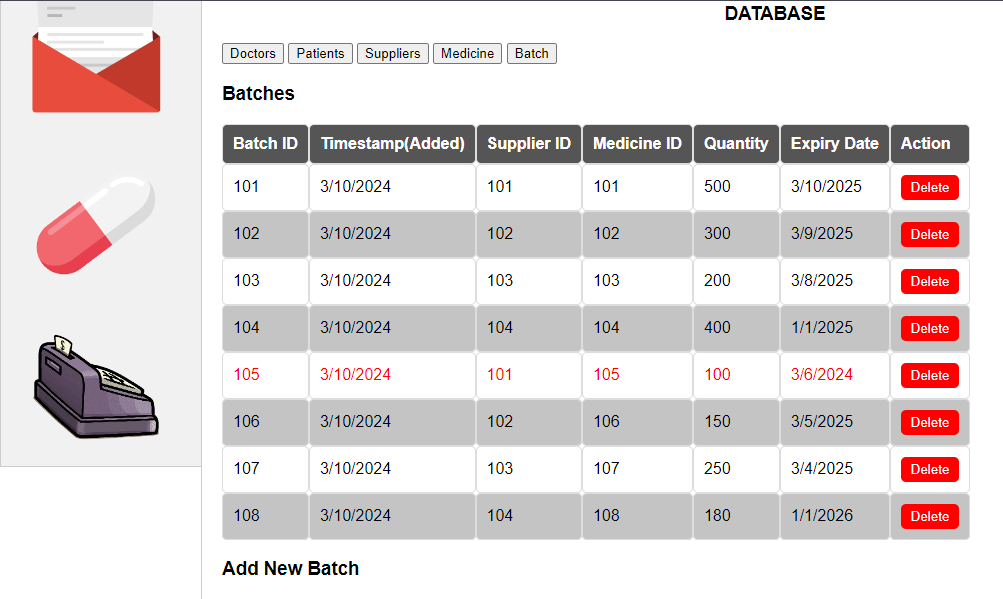 DATABASE
Doctors Patients Suppliers Medicine Batch
Batches
Batch ID Timestamp(Added) Supplier ID Medicine ID Quantity Expiry Date Action
101 3/10/2024 101 101 500 3/10/2025 Delete
102 3/10/2024 102 102 300 3/9/2025 Delete
103 3/10/2024 103 103 200 3/8/2025 Delete
104 3/10/2024 104 104 400 1/1/2025 Delete
105 3/10/2024 101 105 100 3/6/2024 Delete
106 3/10/2024 102 106 150 3/5/2025 Delete
107 3/10/2024 103 107 250 3/4/2025 Delete
108 3/10/2024 104 108 180 1/1/2026 Delete
$
Add New Batch